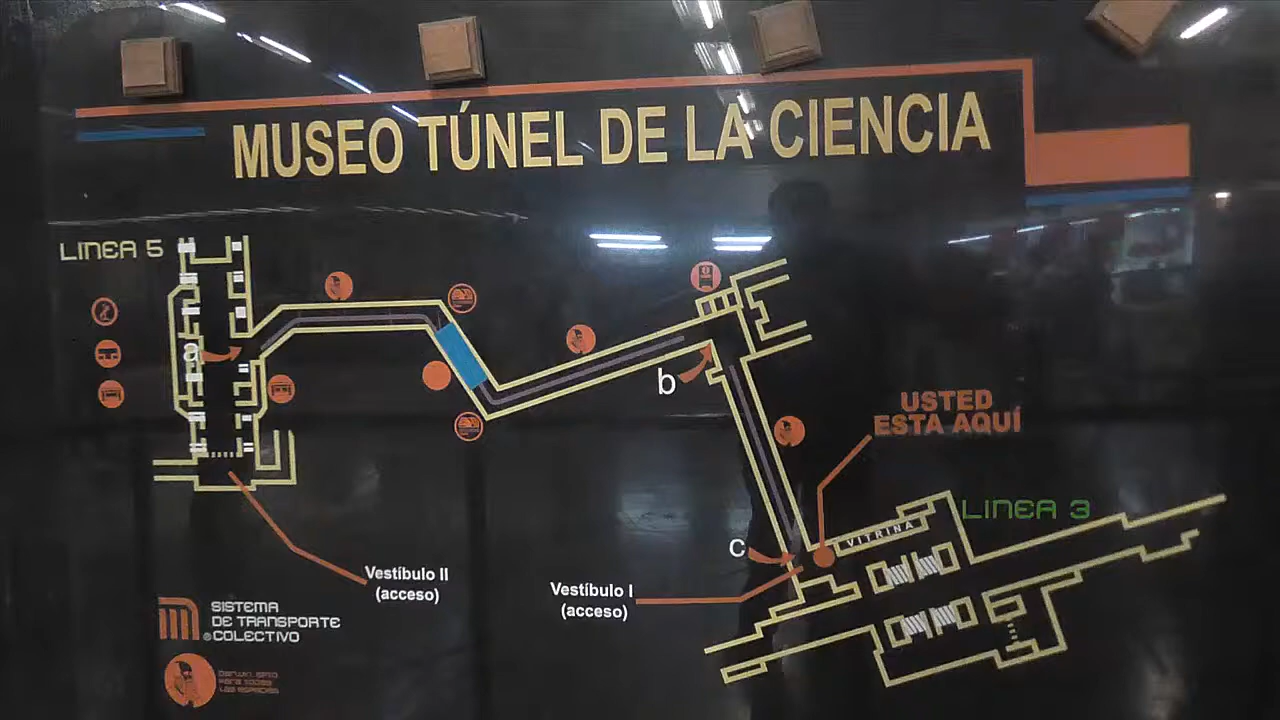 MUSEO TÚNEL DE LA CIENCIA
LINEA 5
a
b
USTED
ESTA AQUÍ
LINEA 3
VITRINA
c
Vestíbulo II
(acceso)
Vestíbulo I
(acceso)
SISTEMA
DE TRANSPORTE
COLECTIVO